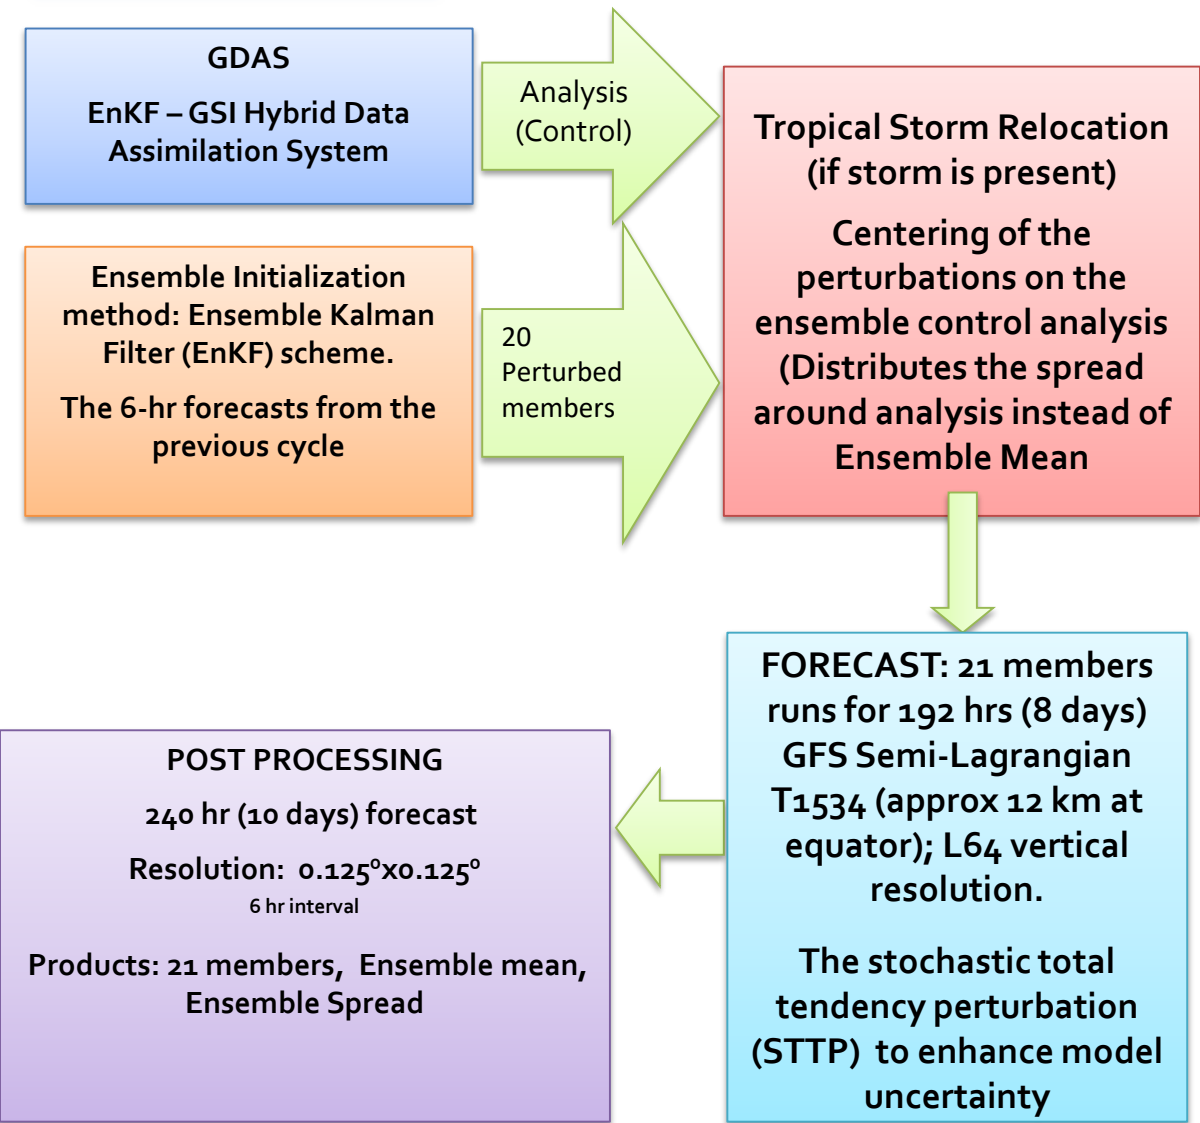 GDAS
EnKF – GSI Hybrid Data
Assimilation System
Analysis
(Control)
Ensemble Initialization
method: Ensemble Kalman
Filter (EnKF) scheme.
The 6-hr forecasts from the
previous cycle
20
Perturbed
members
Tropical Storm Relocation
(if storm is present)
Centering of the
perturbations on the
ensemble control analysis
(Distributes the spread
around analysis instead of
Ensemble Mean
FORECAST: 21 members
runs for 192 hrs (8 days)
GFS Semi-Lagrangian
T1534 (approx 12 km at
equator); L64 vertical
resolution.
The stochastic total
tendency perturbation
(STTP) to enhance model
uncertainty
POST PROCESSING
240 hr (10 days) forecast
Resolution: 0.125°x0.125°
6 hr interval
Products: 21 members, Ensemble mean,
Ensemble Spread